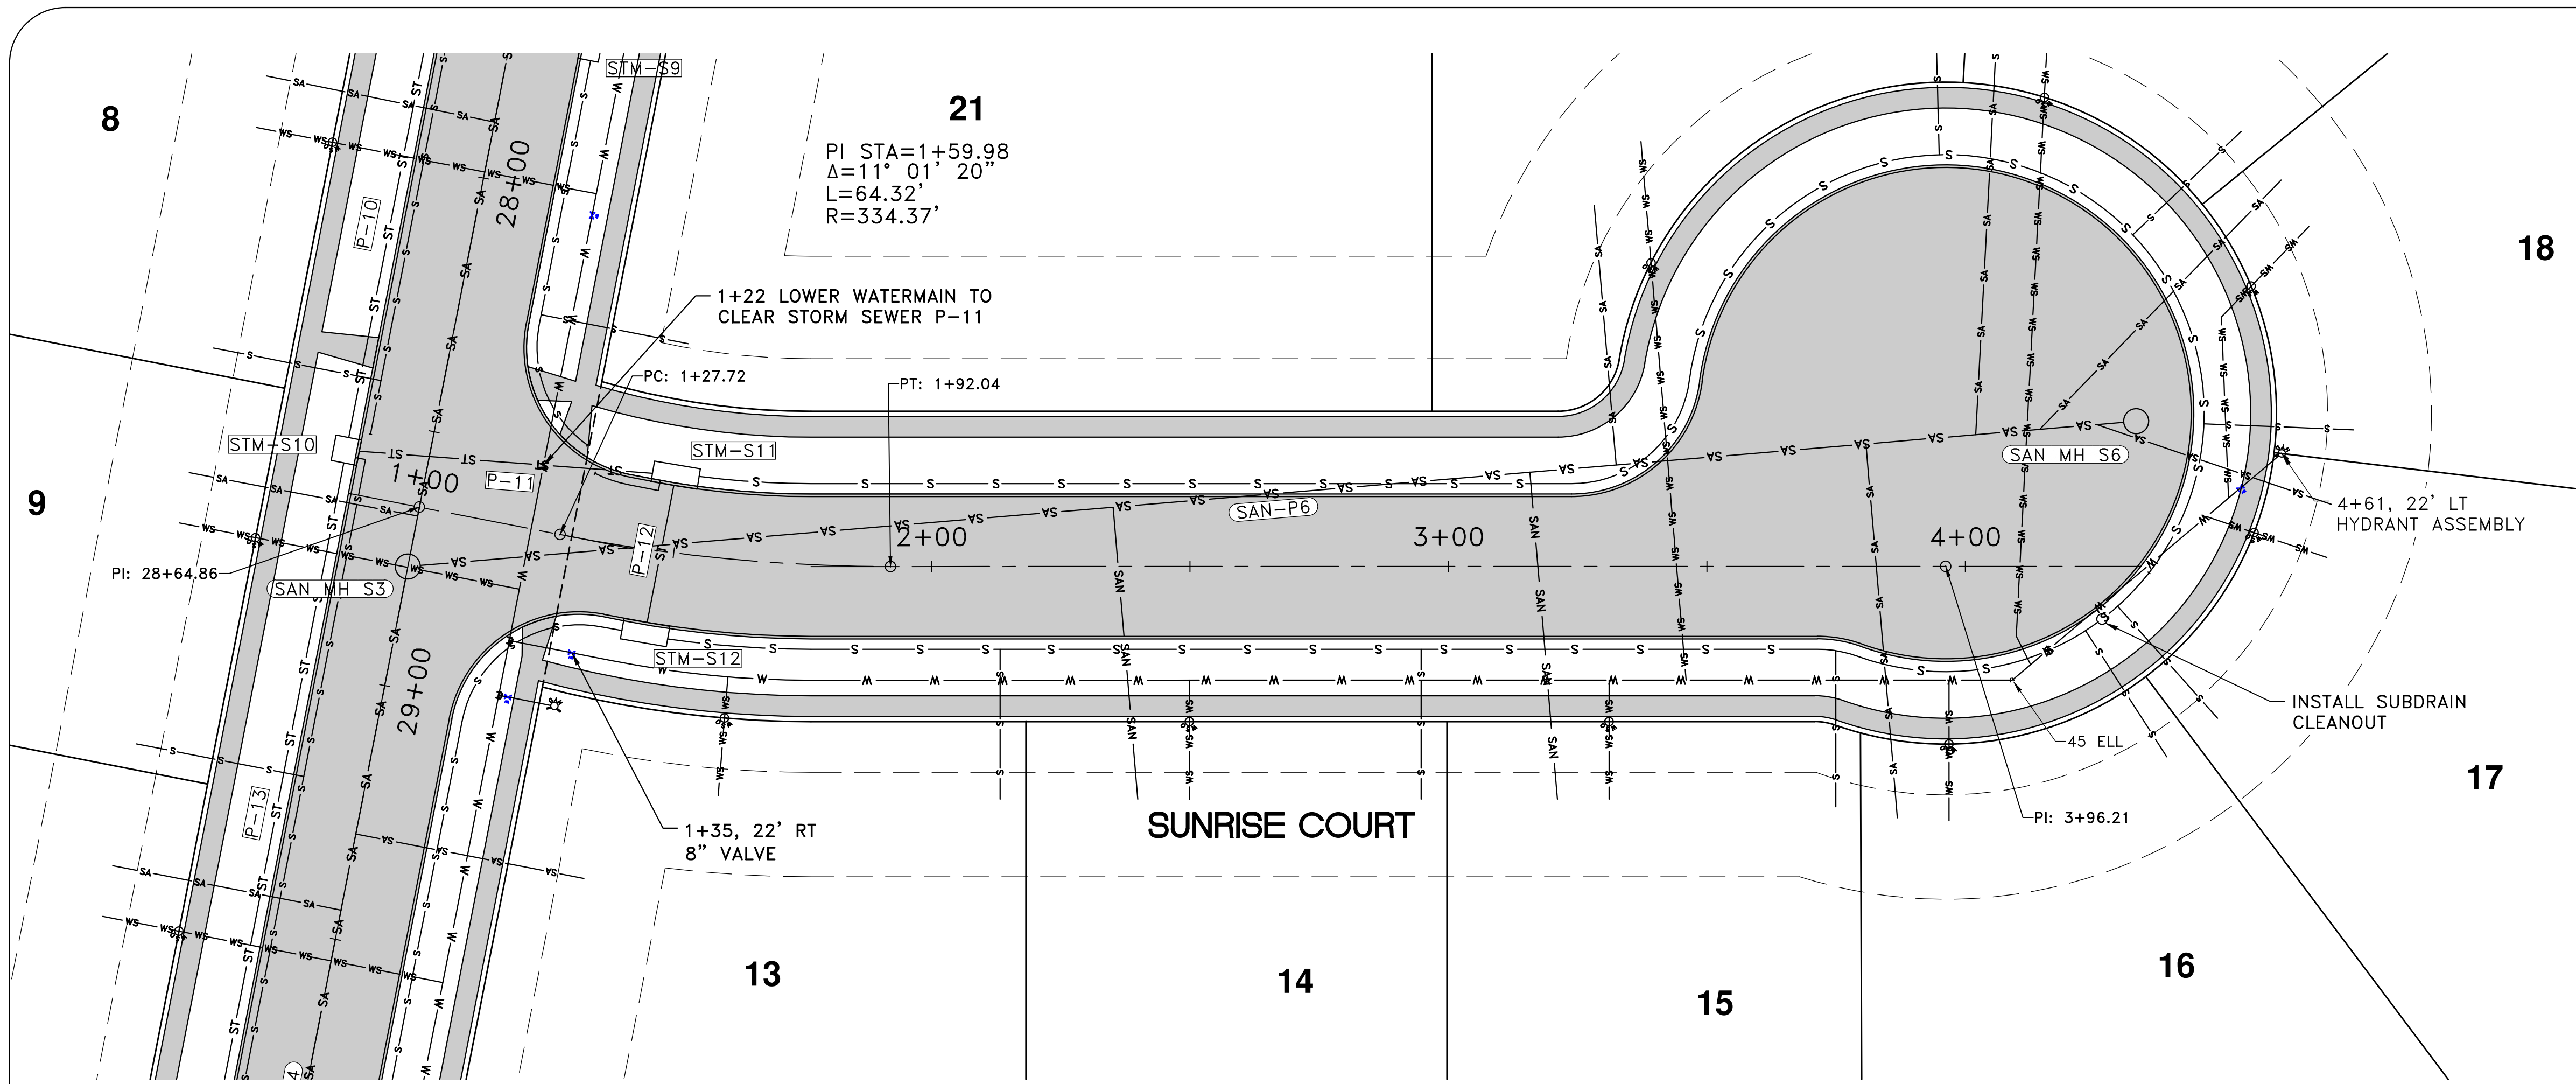 8
STM-S9
21
PI STA=1+59.98
Δ=11° 01' 20"
L=64.32'
R=334.37'
28+00
P-10
18
1+22 LOWER WATERMAIN TO
CLEAR STORM SEWER P-11
PC: 1+27.72
PT: 1+92.04
STM-S10
STM-S11
1+00
P-11
SAN MH S6
9
SAN-P6
4+61, 22' LT
HYDRANT ASSEMBLY
P-12
2+00
3+00
4+00
PI: 28+64.86
SAN MH S3
STM-S12
29+00
INSTALL SUBDRAIN
CLEANOUT
45 ELL
17
P-13
PI: 3+96.21
SUNRISE COURT
1+35, 22' RT
8" VALVE
13
14
15
16
4